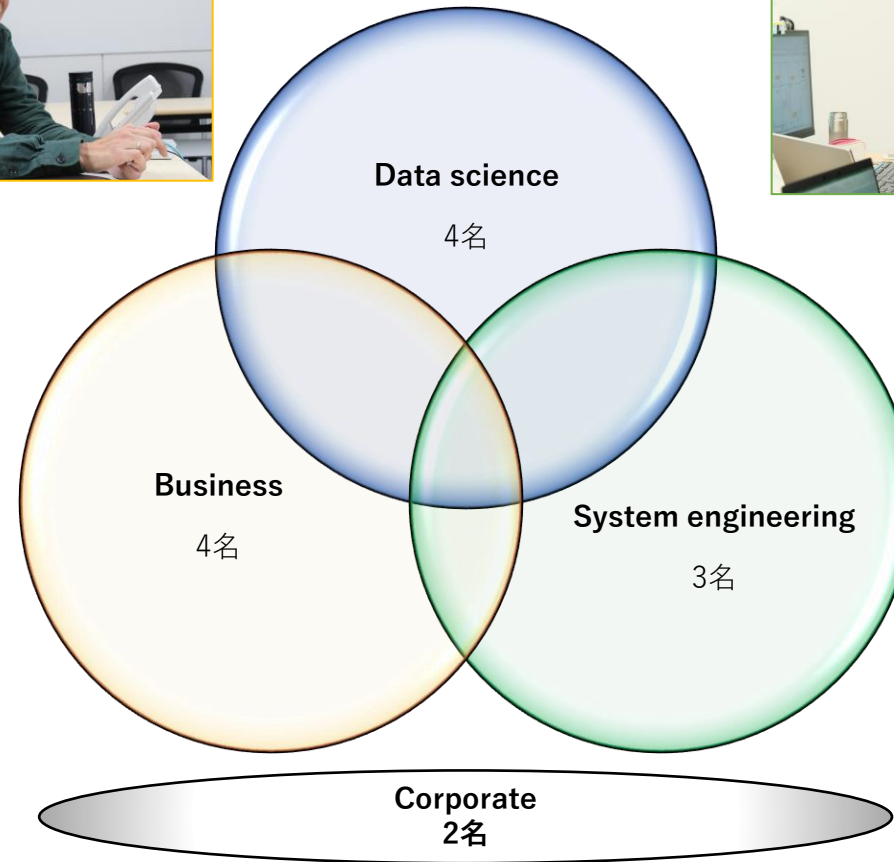 Data science
4名
Business
4名
System engineering
3名
Corporate
2名